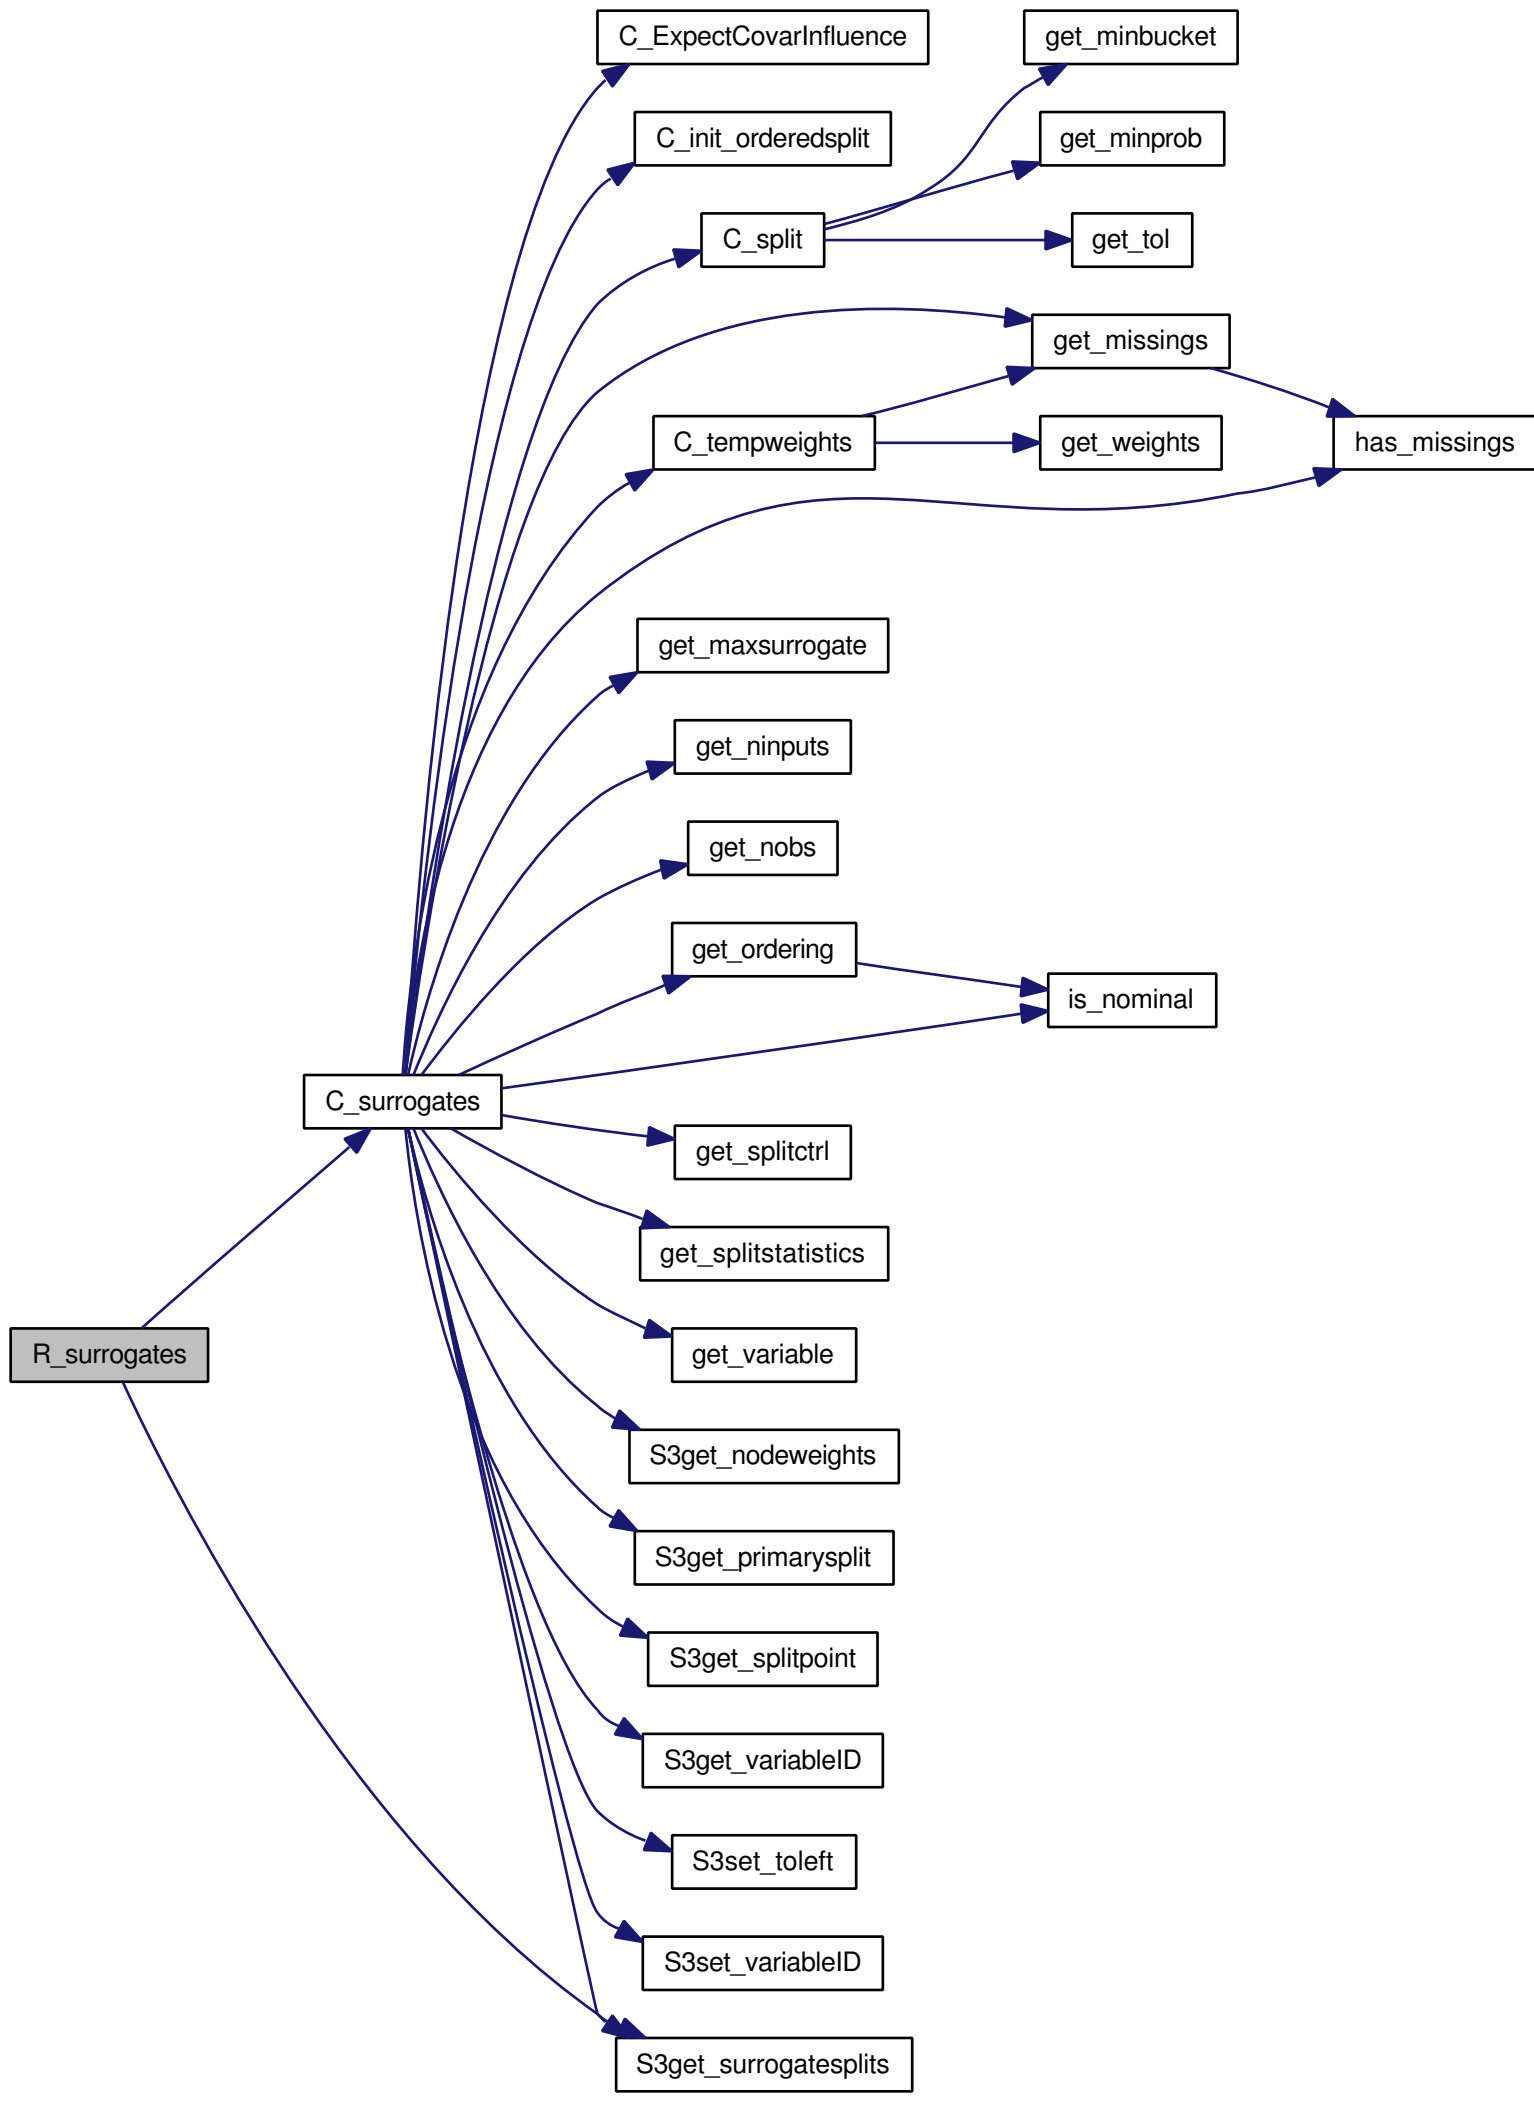 C_ExpectCovarInfluence
get_minbucket
C_init_orderedsplit
get_minprob
C_split
get_tol
get_missings
C_tempweights
get_weights
has_missings
get_maxsurrogate
get_ninputs
get_nobs
get_ordering
is_nominal
C_surrogates
get_splitctrl
get_splitstatistics
R_surrogates
get_variable
S3get_nodeweights
S3get_primarysplit
S3get_splitpoint
S3get_variableID
S3set_toleft
S3set_variableID
S3get_surrogatesplits